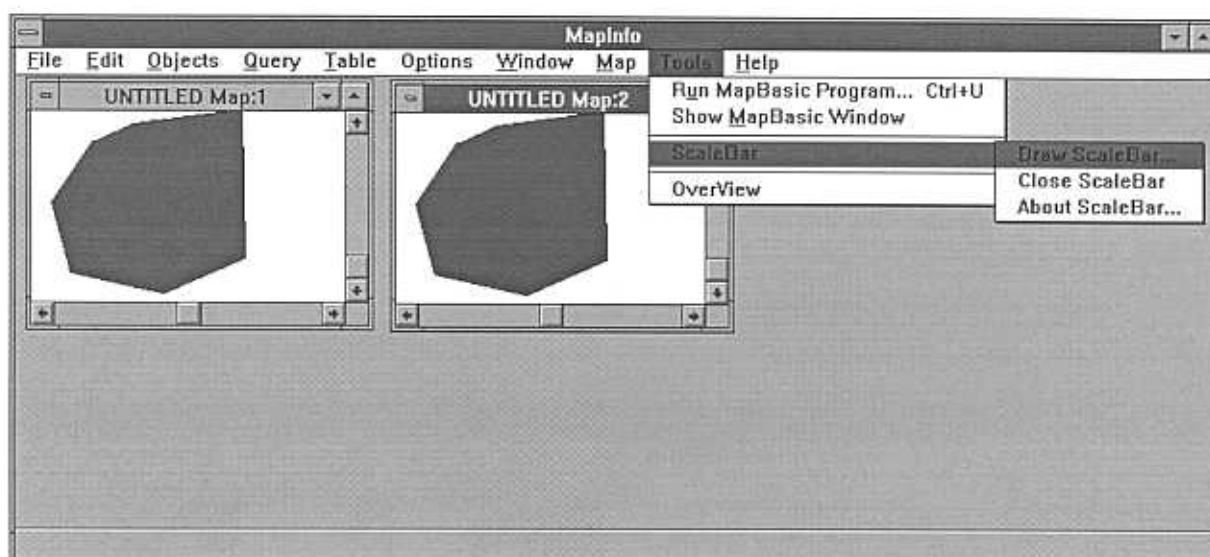 MapInfo
File Edit Objects Query Table Options Window Map Tools Help
UNTITLED Map:1
UNTITLED Map:2
Run MapBasic Program... Ctrl+U
Show MapBasic Window
ScaleBar
OverView
Draw ScaleBar...
Close ScaleBar
About ScaleBar...